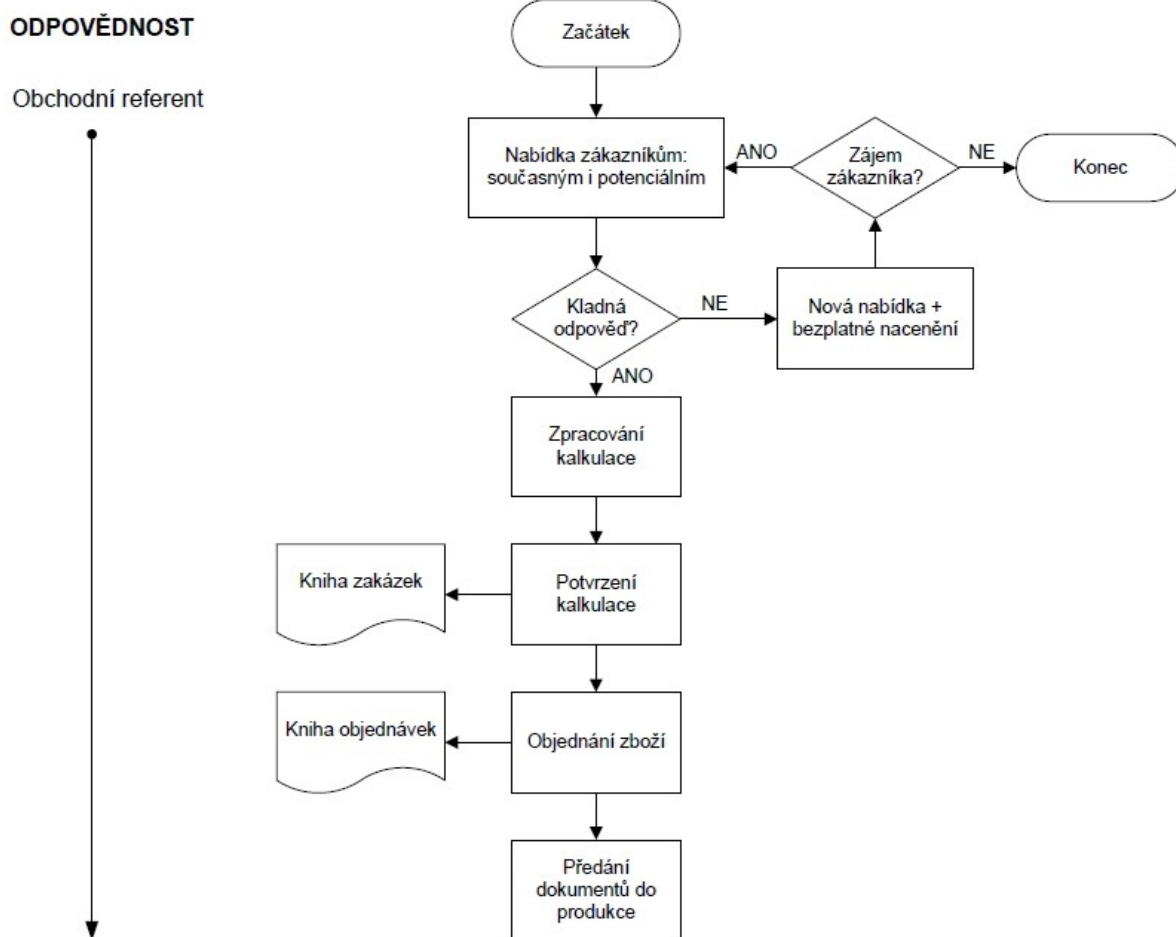 ODPOVĚDNOST
Obchodní referent
Začátek
Nabídka zákazníkům:
současným i potenciálním
ANO
Zájem
zákazníka?
NE
Konec
Kladná
odpověď?
NE
Nová nabídka +
bezplatné nacenění
ANO
Zpracování
kalkulace
Kniha zakázek
Potvrzení
kalkulace
Kniha objednávek
Objednání zboží
Předání
dokumentů do
produkce